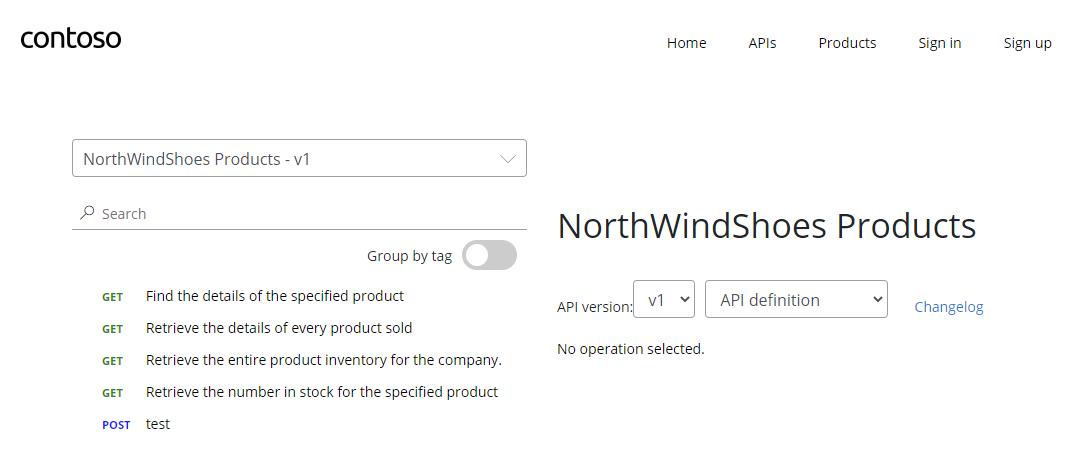 contoso
Home APIs Products Sign in Sign up
NorthWindShoes Products - v1
Search
Group by tag
GET Find the details of the specified product
GET Retrieve the details of every product sold
GET Retrieve the entire product inventory for the company.
GET Retrieve the number in stock for the specified product
POST test
NorthWindShoes Products
API version: v1 API definition Changelog
No operation selected.